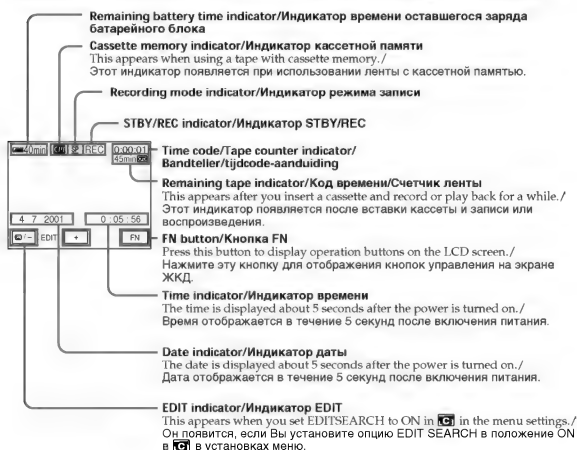 Remaining battery time indicator/Индикатор времени оставшегося заряда
батарейного блока
Cassette memory indicator/Индикатор кассетной памяти
This appears when using a tape with cassette memory./
Этот индикатор появляется при использовании ленты с кассетной памятью.
Recording mode indicator/Индикатор режима записи
STBY/REC indicator/Индикатор STBY/REC
40min REC 0:00:01
45min
Time code/Tape counter indicator/
Bandteller/tijdcode-aanduiding
Remaining tape indicator/Код времени/Счетчик ленты
This appears after you insert a cassette and record or play back for a while./
Этот индикатор появляется после вставки кассеты и записи или
воспроизведения.
4 7 2001 0:05:56
/– EDIT + FN
FN button/Кнопка FN
Press this button to display operation buttons on the LCD screen./
Нажмите эту кнопку для отображения кнопок управления на экране
ЖКД.
Time indicator/Индикатор времени
The time is displayed about 5 seconds after the power is turned on./
Время отображается в течение 5 секунд после включения питания.
Date indicator/Индикатор даты
The date is displayed about 5 seconds after the power is turned on./
Дата отображается в течение 5 секунд после включения питания.
EDIT indicator/Индикатор EDIT
This appears when you set EDITSEARCH to ON in in the menu settings./
Он появится, если Вы установите опцию EDIT SEARCH в положение ON
в в установках меню.